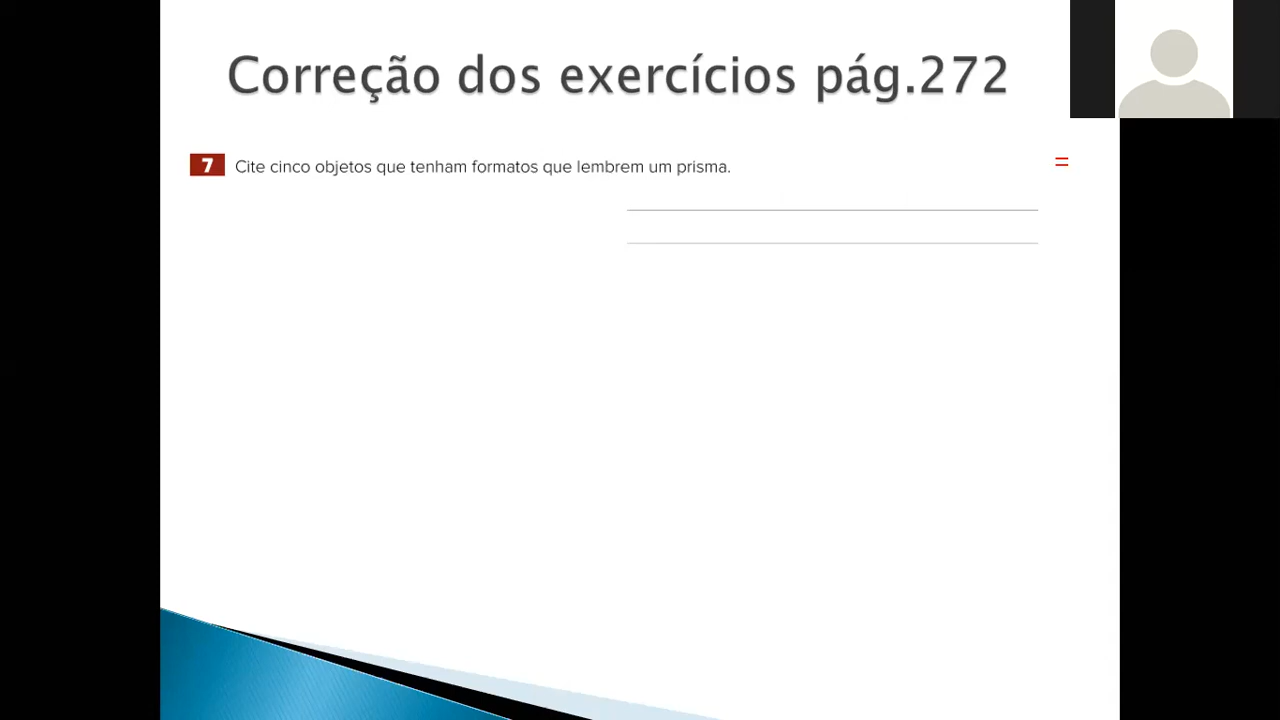 Correção dos exercícios pág.272
7 Cite cinco objetos que tenham formatos que lembrem um prisma.
=